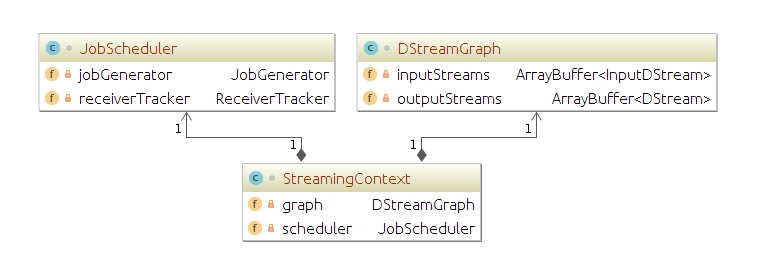 C JobScheduler
f jobGenerator JobGenerator
f receiverTracker ReceiverTracker
C DStreamGraph
f inputStreams ArrayBuffer<InputDStream>
f outputStreams ArrayBuffer<DStream>
1 1
1 1
C StreamingContext
f graph DStreamGraph
f scheduler JobScheduler